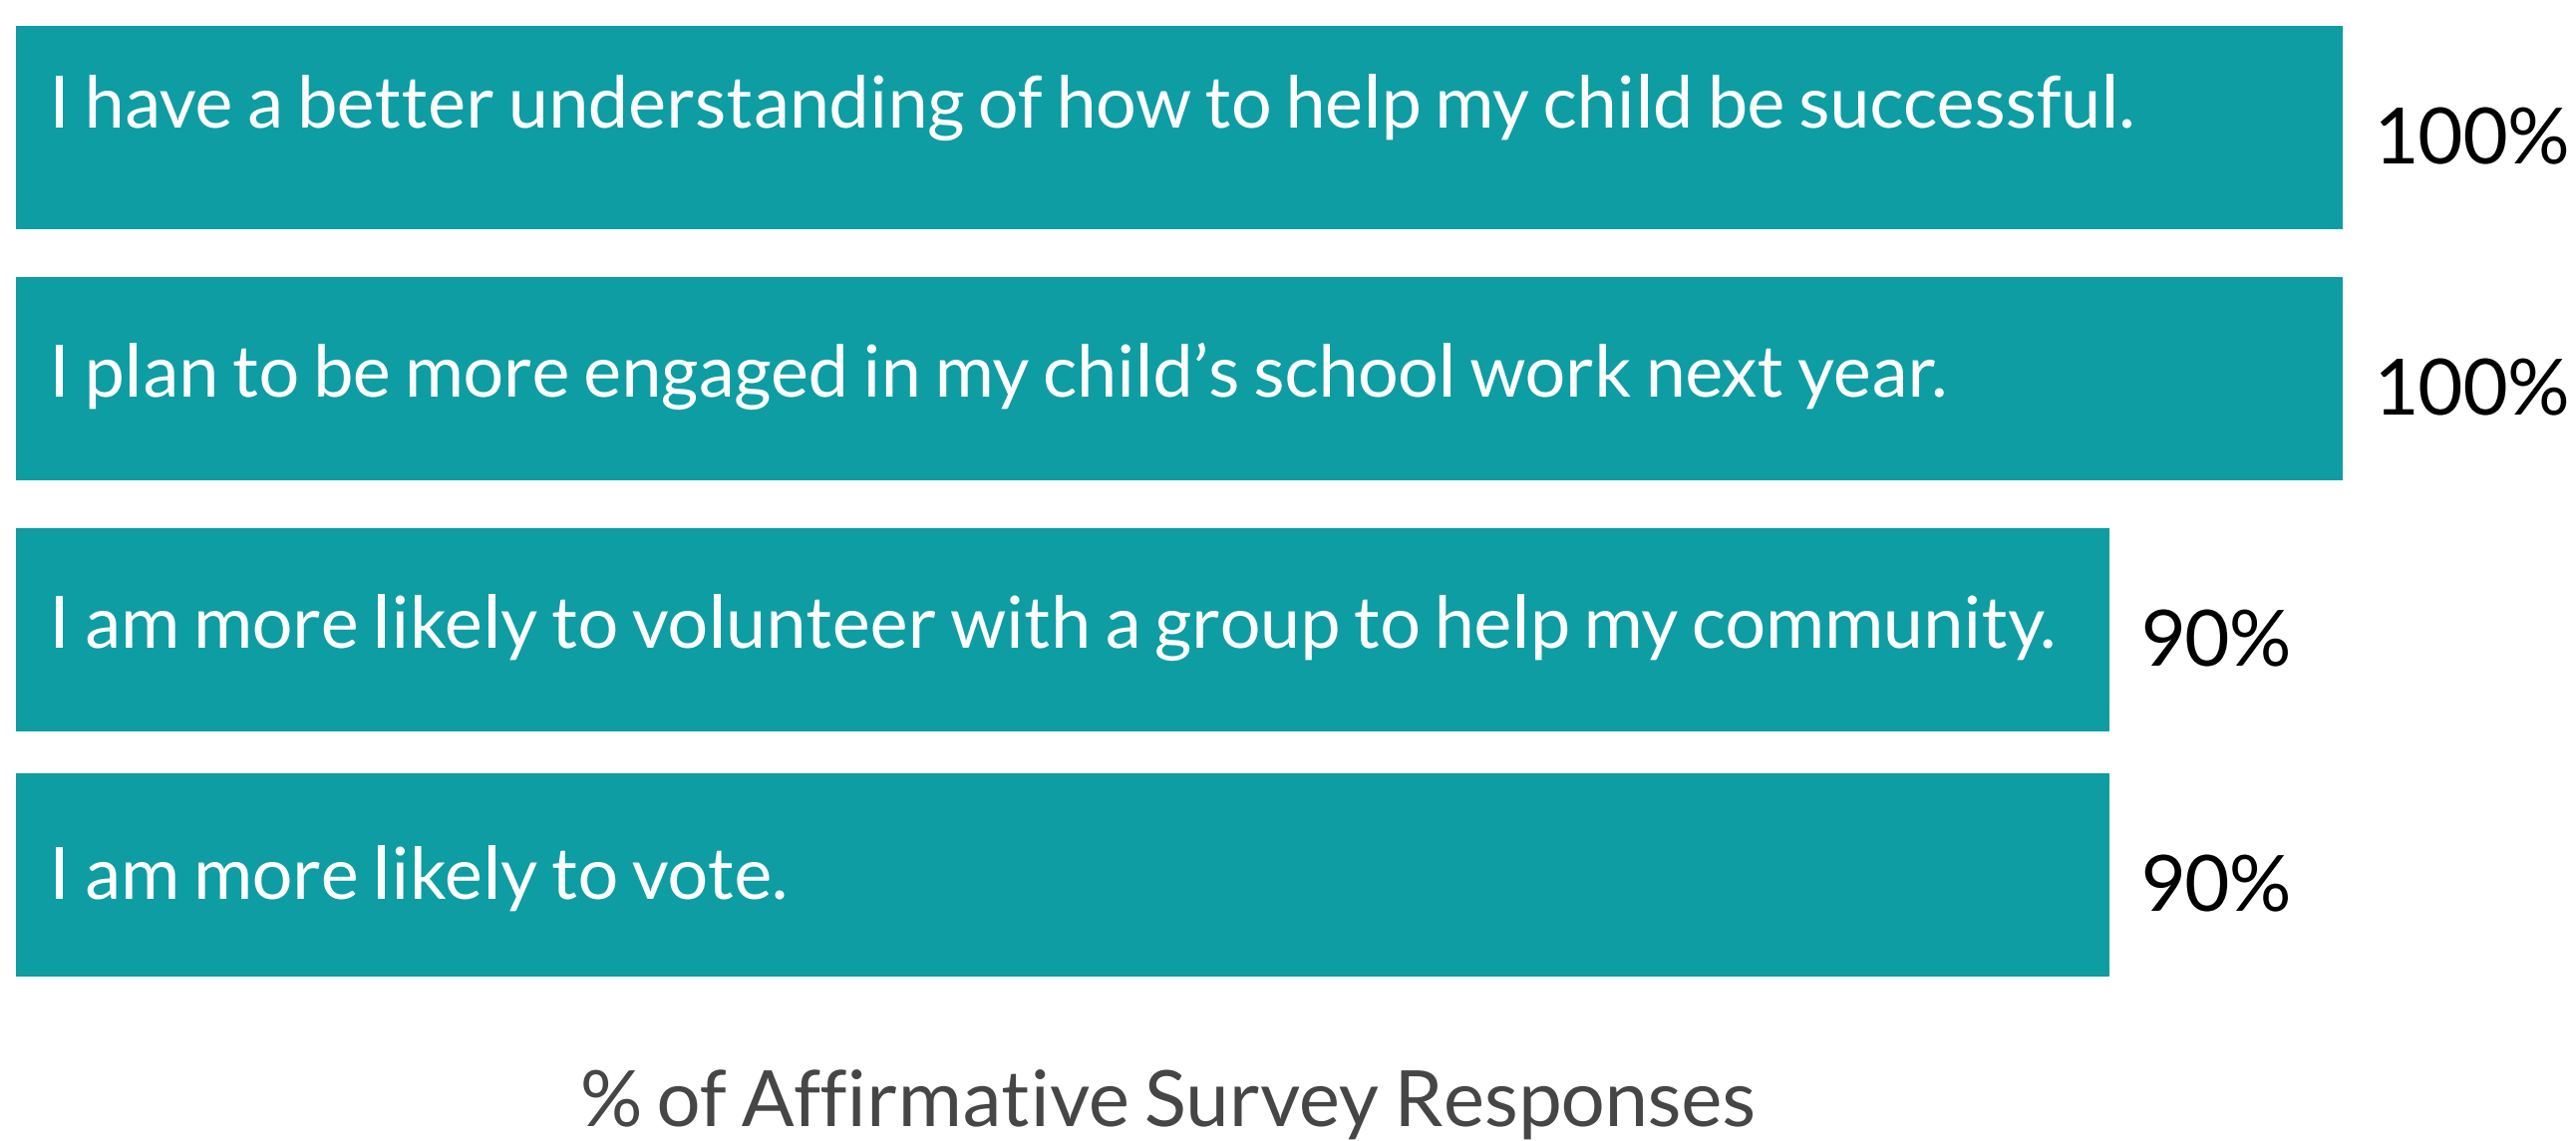 I have a better understanding of how to help my child be successful.
100%
I plan to be more engaged in my child’s school work next year.
100%
I am more likely to volunteer with a group to help my community.
90%
I am more likely to vote.
90%
% of Affirmative Survey Responses